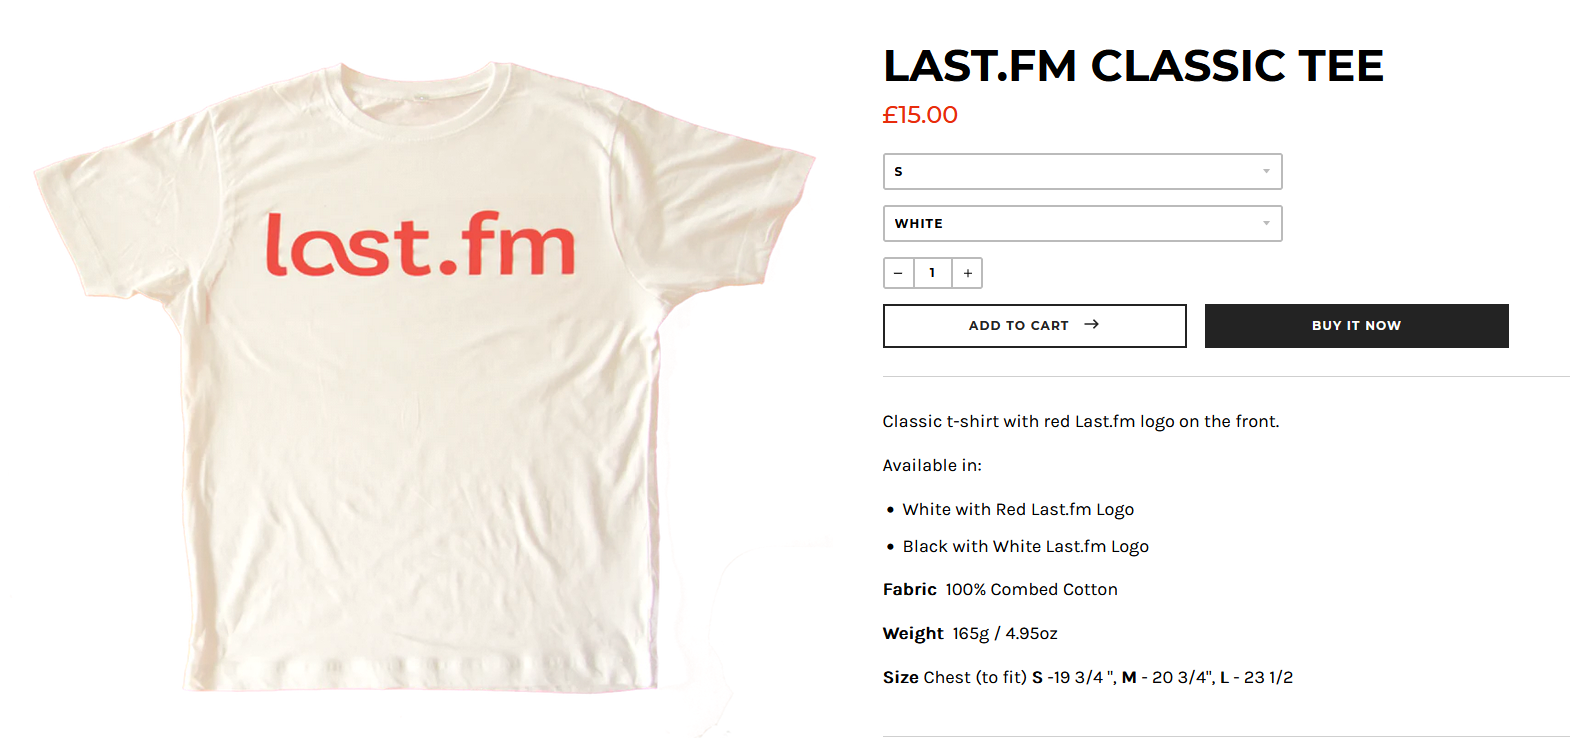 last.fm
LAST.FM CLASSIC TEE
£15.00
S
WHITE
− 1 +
ADD TO CART →
BUY IT NOW
Classic t-shirt with red Last.fm logo on the front.
Available in:
• White with Red Last.fm Logo
• Black with White Last.fm Logo
Fabric 100% Combed Cotton
Weight 165g / 4.95oz
Size Chest (to fit) S -19 3/4 ", M - 20 3/4", L - 23 1/2